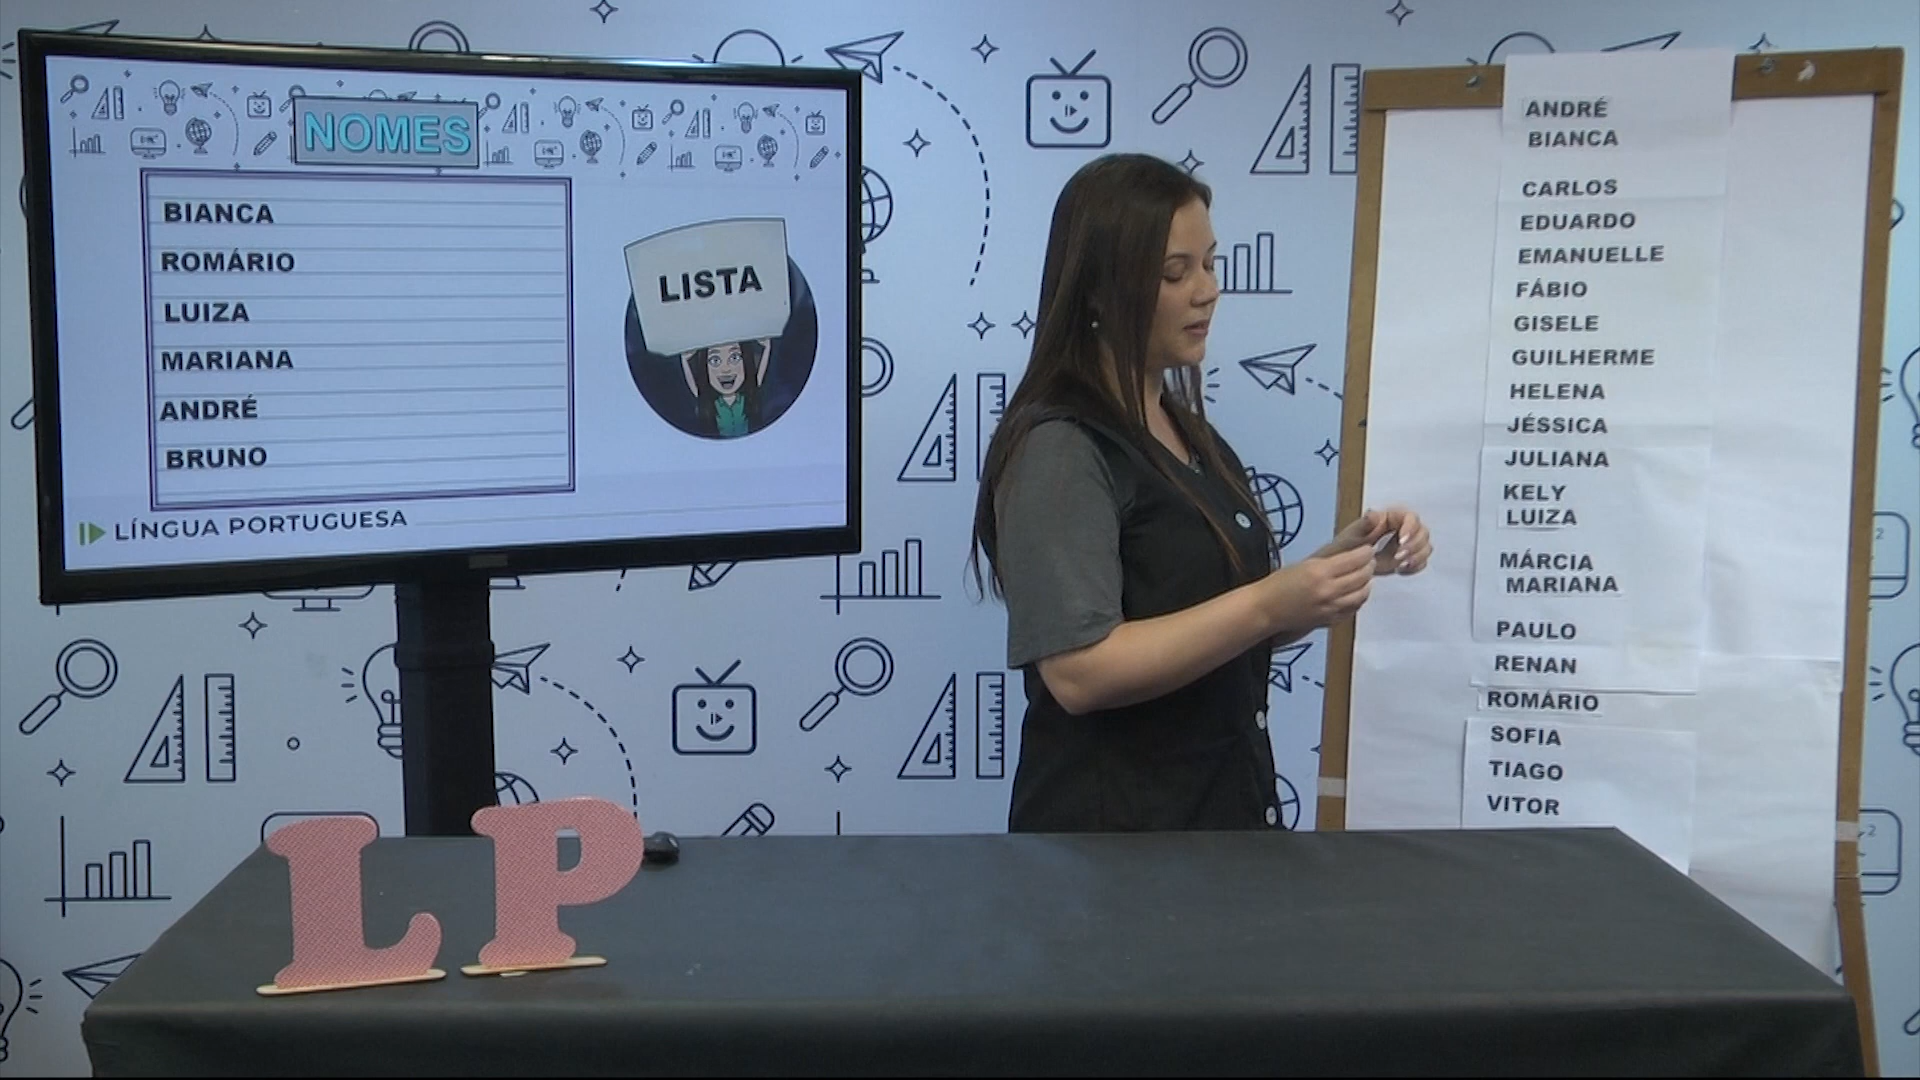 NOMES
BIANCA
ROMÁRIO
LUIZA
MARIANA
ANDRÉ
BRUNO
LISTA
LÍNGUA PORTUGUESA
LP
ANDRÉ
BIANCA
CARLOS
EDUARDO
EMANUELLE
FÁBIO
GISELE
GUILHERME
HELENA
JÉSSICA
JULIANA
KELY
LUIZA
MÁRCIA
MARIANA
PAULO
RENAN
ROMÁRIO
SOFIA
TIAGO
VITOR